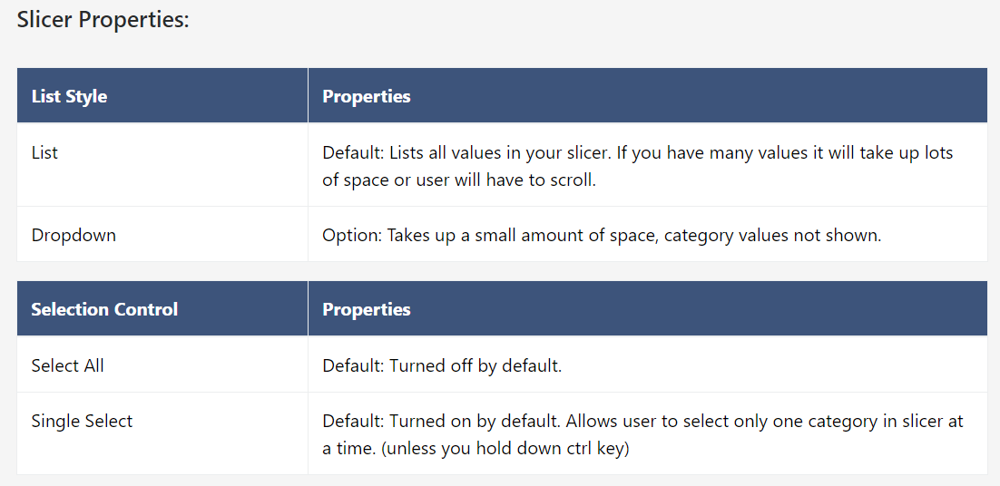 Slicer Properties:
List Style
Properties
List
Default: Lists all values in your slicer. If you have many values it will take up lots
of space or user will have to scroll.
Dropdown
Option: Takes up a small amount of space, category values not shown.
Selection Control
Properties
Select All
Default: Turned off by default.
Single Select
Default: Turned on by default. Allows user to select only one category in slicer at
a time. (unless you hold down ctrl key)